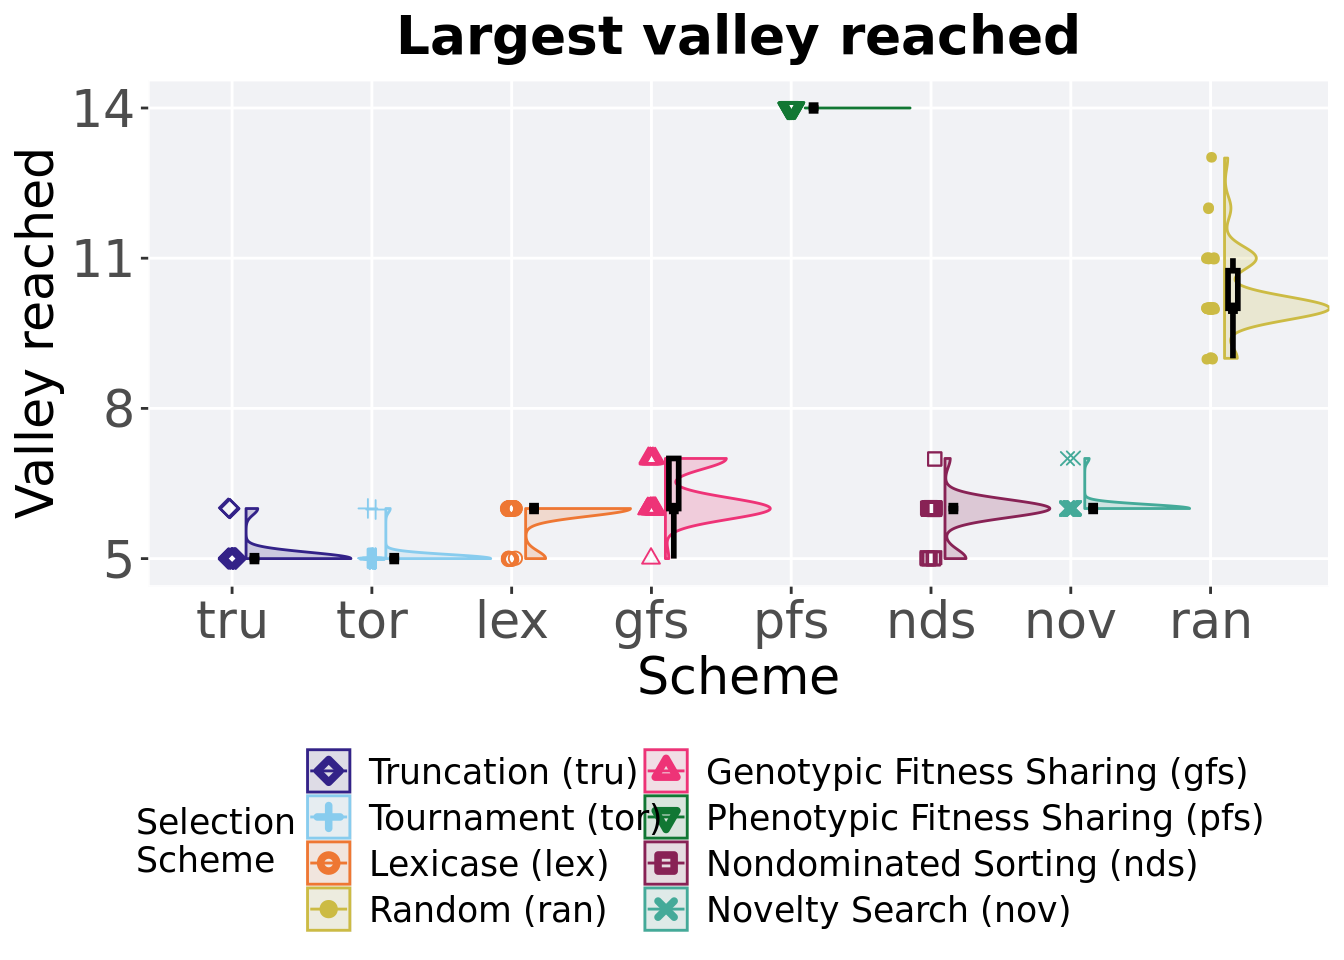 Largest valley reached
Valley reached
14
11
8
5
tru tor lex gfs pfs nds nov ran
Scheme
Selection
Scheme
Truncation (tru)
Tournament (tor)
Lexicase (lex)
Random (ran)
Genotypic Fitness Sharing (gfs)
Phenotypic Fitness Sharing (pfs)
Nondominated Sorting (nds)
Novelty Search (nov)